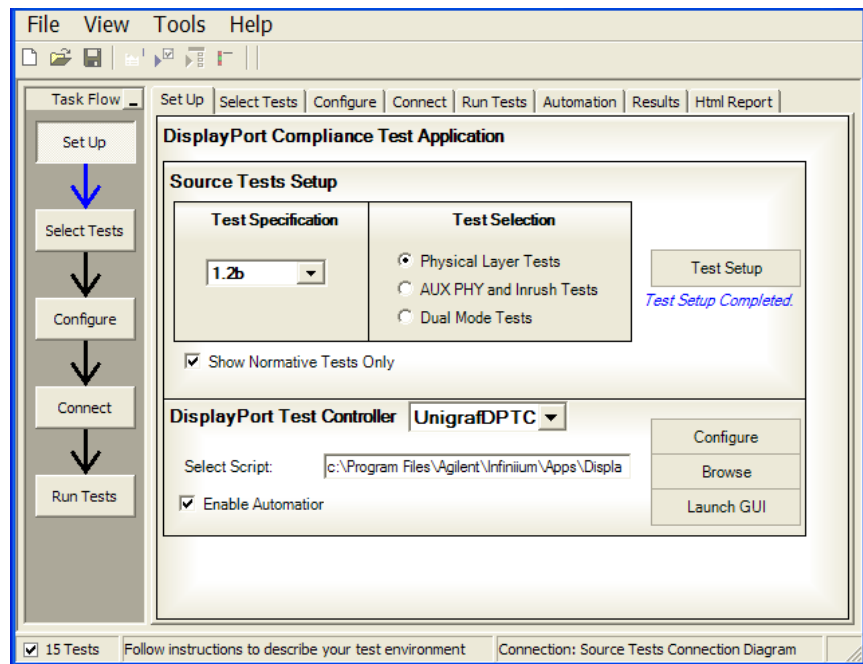 File View Tools Help
Task Flow
Set Up
Select Tests
Configure
Connect
Run Tests
Set Up Select Tests Configure Connect Run Tests Automation Results Html Report
DisplayPort Compliance Test Application
Source Tests Setup
Test Specification
1.2b
Test Selection
Physical Layer Tests
AUX PHY and Inrush Tests
Dual Mode Tests
Test Setup
Test Setup Completed.
Show Normative Tests Only
DisplayPort Test Controller UnigrafDPTC
Select Script: c:\Program Files\Agilent\Infiniium\Apps\Displa
Enable Automatior
Configure
Browse
Launch GUI
15 Tests Follow instructions to describe your test environment Connection: Source Tests Connection Diagram